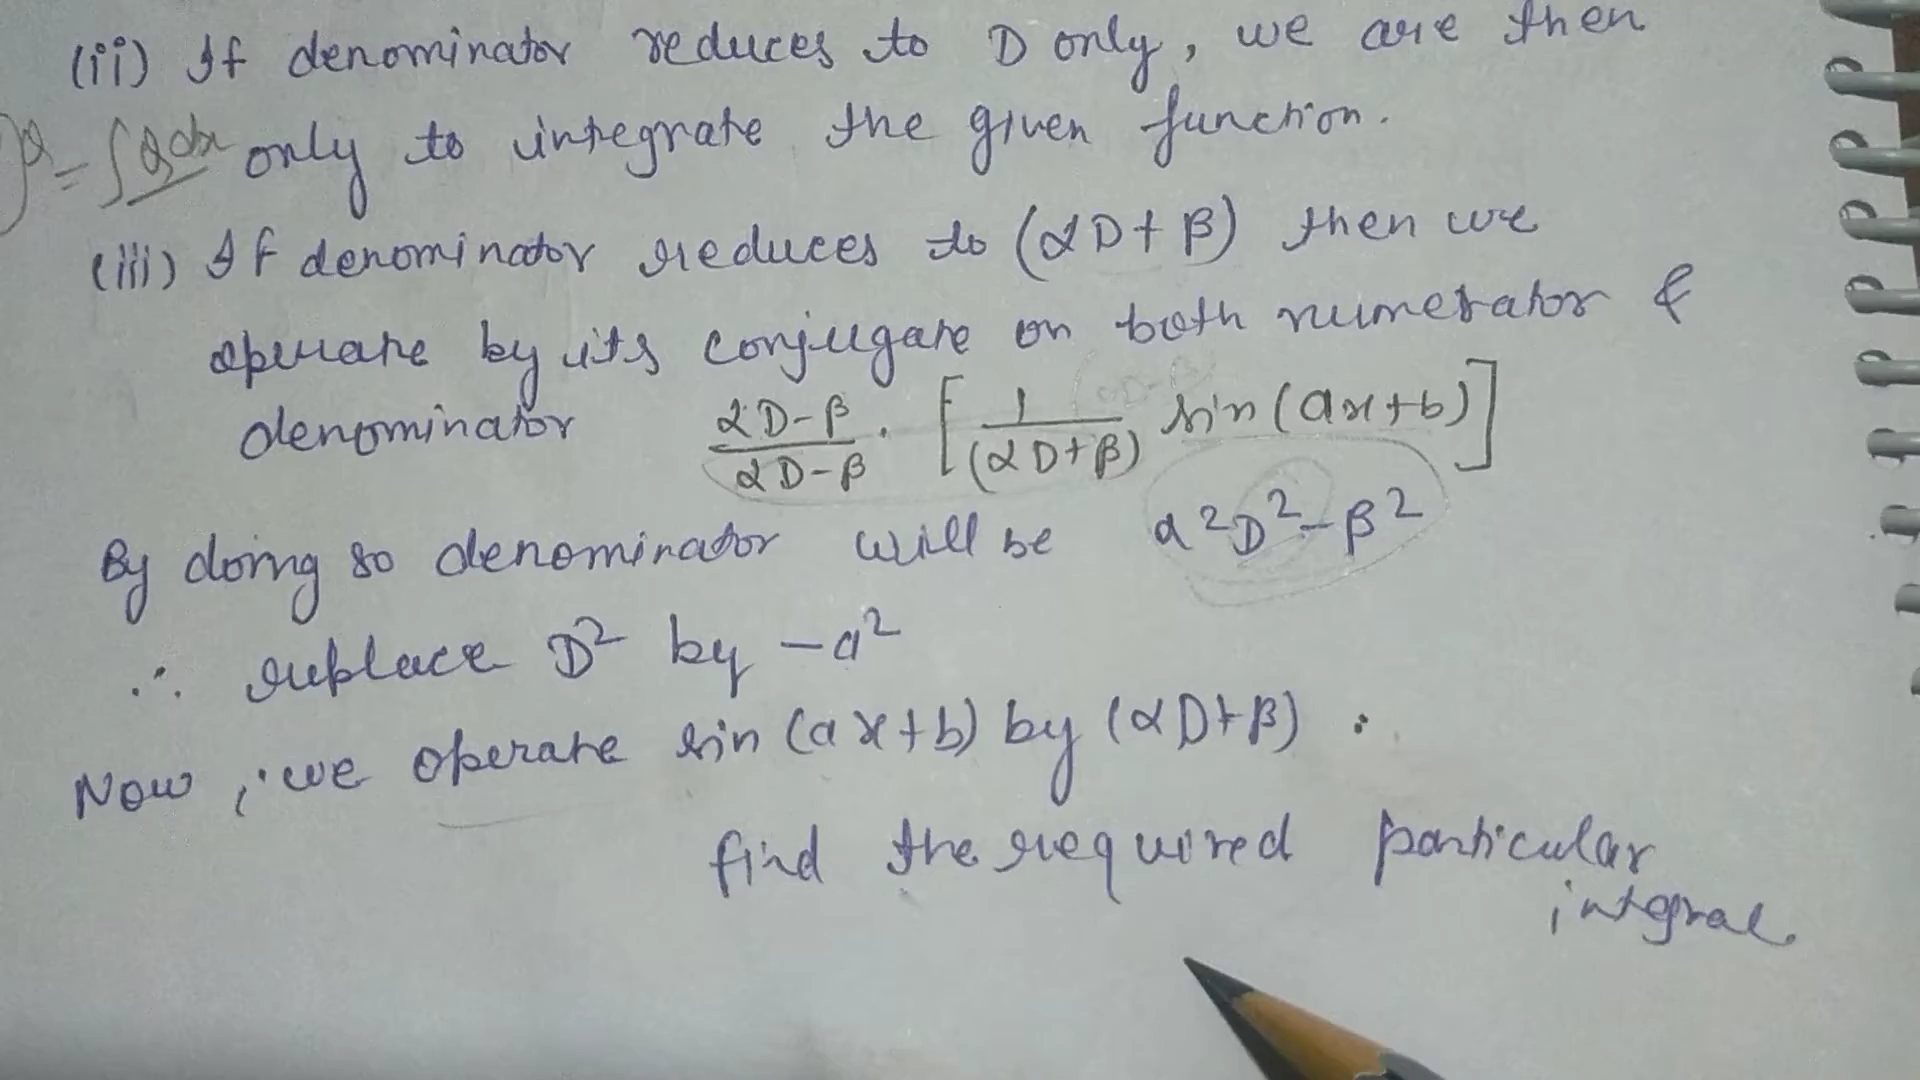 (ii) If denominator reduces to D only, we are then
= ∫Q dx only to integrate the given function.
(iii) If denominator reduces to (αD+β) then we
operate by its conjugate on both numerator &
denominator αD-β/αD-β . [1/(αD+β) sin(ax+b)]
By doing so denominator will be α²D²-β²
∴ replace D² by -a²
Now, we operate sin(ax+b) by (αD+β) :
find the required particular
integral.